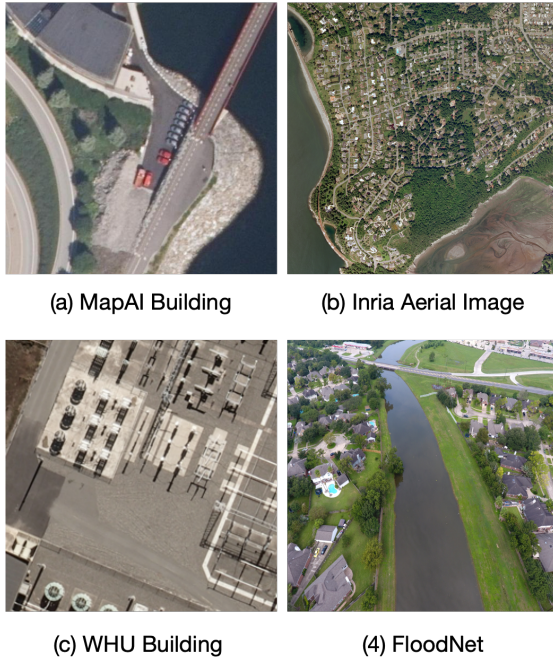 (a) MapAI Building
(b) Inria Aerial Image
(c) WHU Building
(4) FloodNet